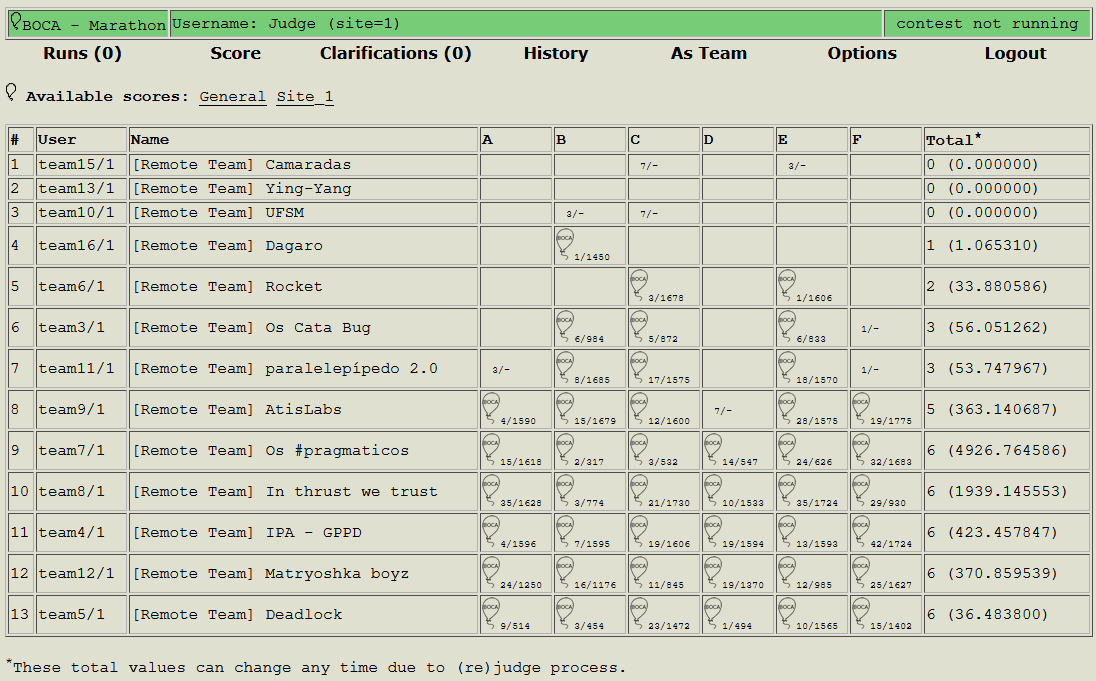 BOCA - Marathon Username: Judge (site=1) contest not running
Runs (0) Score Clarifications (0) History As Team Options Logout
Available scores: General Site_1
# User Name A B C D E F Total*
1 team15/1 [Remote Team] Camaradas 7/- 3/- 0 (0.000000)
2 team13/1 [Remote Team] Ying-Yang 0 (0.000000)
3 team10/1 [Remote Team] UFSM 3/- 7/- 0 (0.000000)
4 team16/1 [Remote Team] Dagaro BOCA 1/1450 1 (1.065310)
5 team6/1 [Remote Team] Rocket BOCA 3/1678 BOCA 1/1606 2 (33.880586)
6 team3/1 [Remote Team] Os Cata Bug BOCA 6/984 BOCA 5/872 BOCA 6/833 1/- 3 (56.051262)
7 team11/1 [Remote Team] paralelepípedo 2.0 3/- BOCA 8/1685 BOCA 17/1575 BOCA 18/1570 1/- 3 (53.747967)
8 team9/1 [Remote Team] AtisLabs BOCA 4/1590 BOCA 15/1679 BOCA 12/1600 7/- BOCA 28/1575 BOCA 19/1775 5 (363.140687)
9 team7/1 [Remote Team] Os #pragmaticos BOCA 15/1618 BOCA 2/317 BOCA 3/532 BOCA 14/547 BOCA 24/626 BOCA 32/1683 6 (4926.764586)
10 team8/1 [Remote Team] In thrust we trust BOCA 35/1628 BOCA 3/774 BOCA 21/1730 BOCA 10/1533 BOCA 35/1724 BOCA 29/930 6 (1939.145553)
11 team4/1 [Remote Team] IPA - GPPD BOCA 4/1596 BOCA 7/1595 BOCA 19/1606 BOCA 19/1594 BOCA 13/1593 BOCA 42/1724 6 (423.457847)
12 team12/1 [Remote Team] Matryoshka boyz BOCA 24/1250 BOCA 16/1176 BOCA 11/845 BOCA 19/1370 BOCA 12/985 BOCA 25/1627 6 (370.859539)
13 team5/1 [Remote Team] Deadlock BOCA 9/514 BOCA 3/454 BOCA 23/1472 BOCA 1/494 BOCA 10/1565 BOCA 15/1402 6 (36.483800)
*These total values can change any time due to (re)judge process.